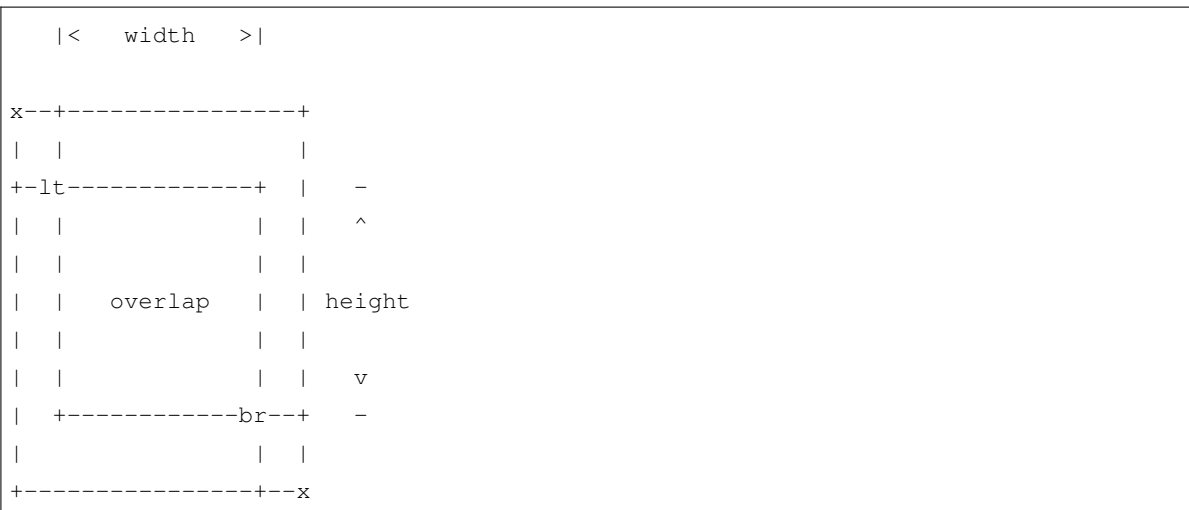 |<   width   >|
x--+----------------+
|  |                |
+-lt-------------+  |   -
|  |             |  |   ^
|  |             |  |
|  |   overlap   |  | height
|  |             |  |
|  |             |  |   v
|  +------------br--+   -
|                |  |
+----------------+--x